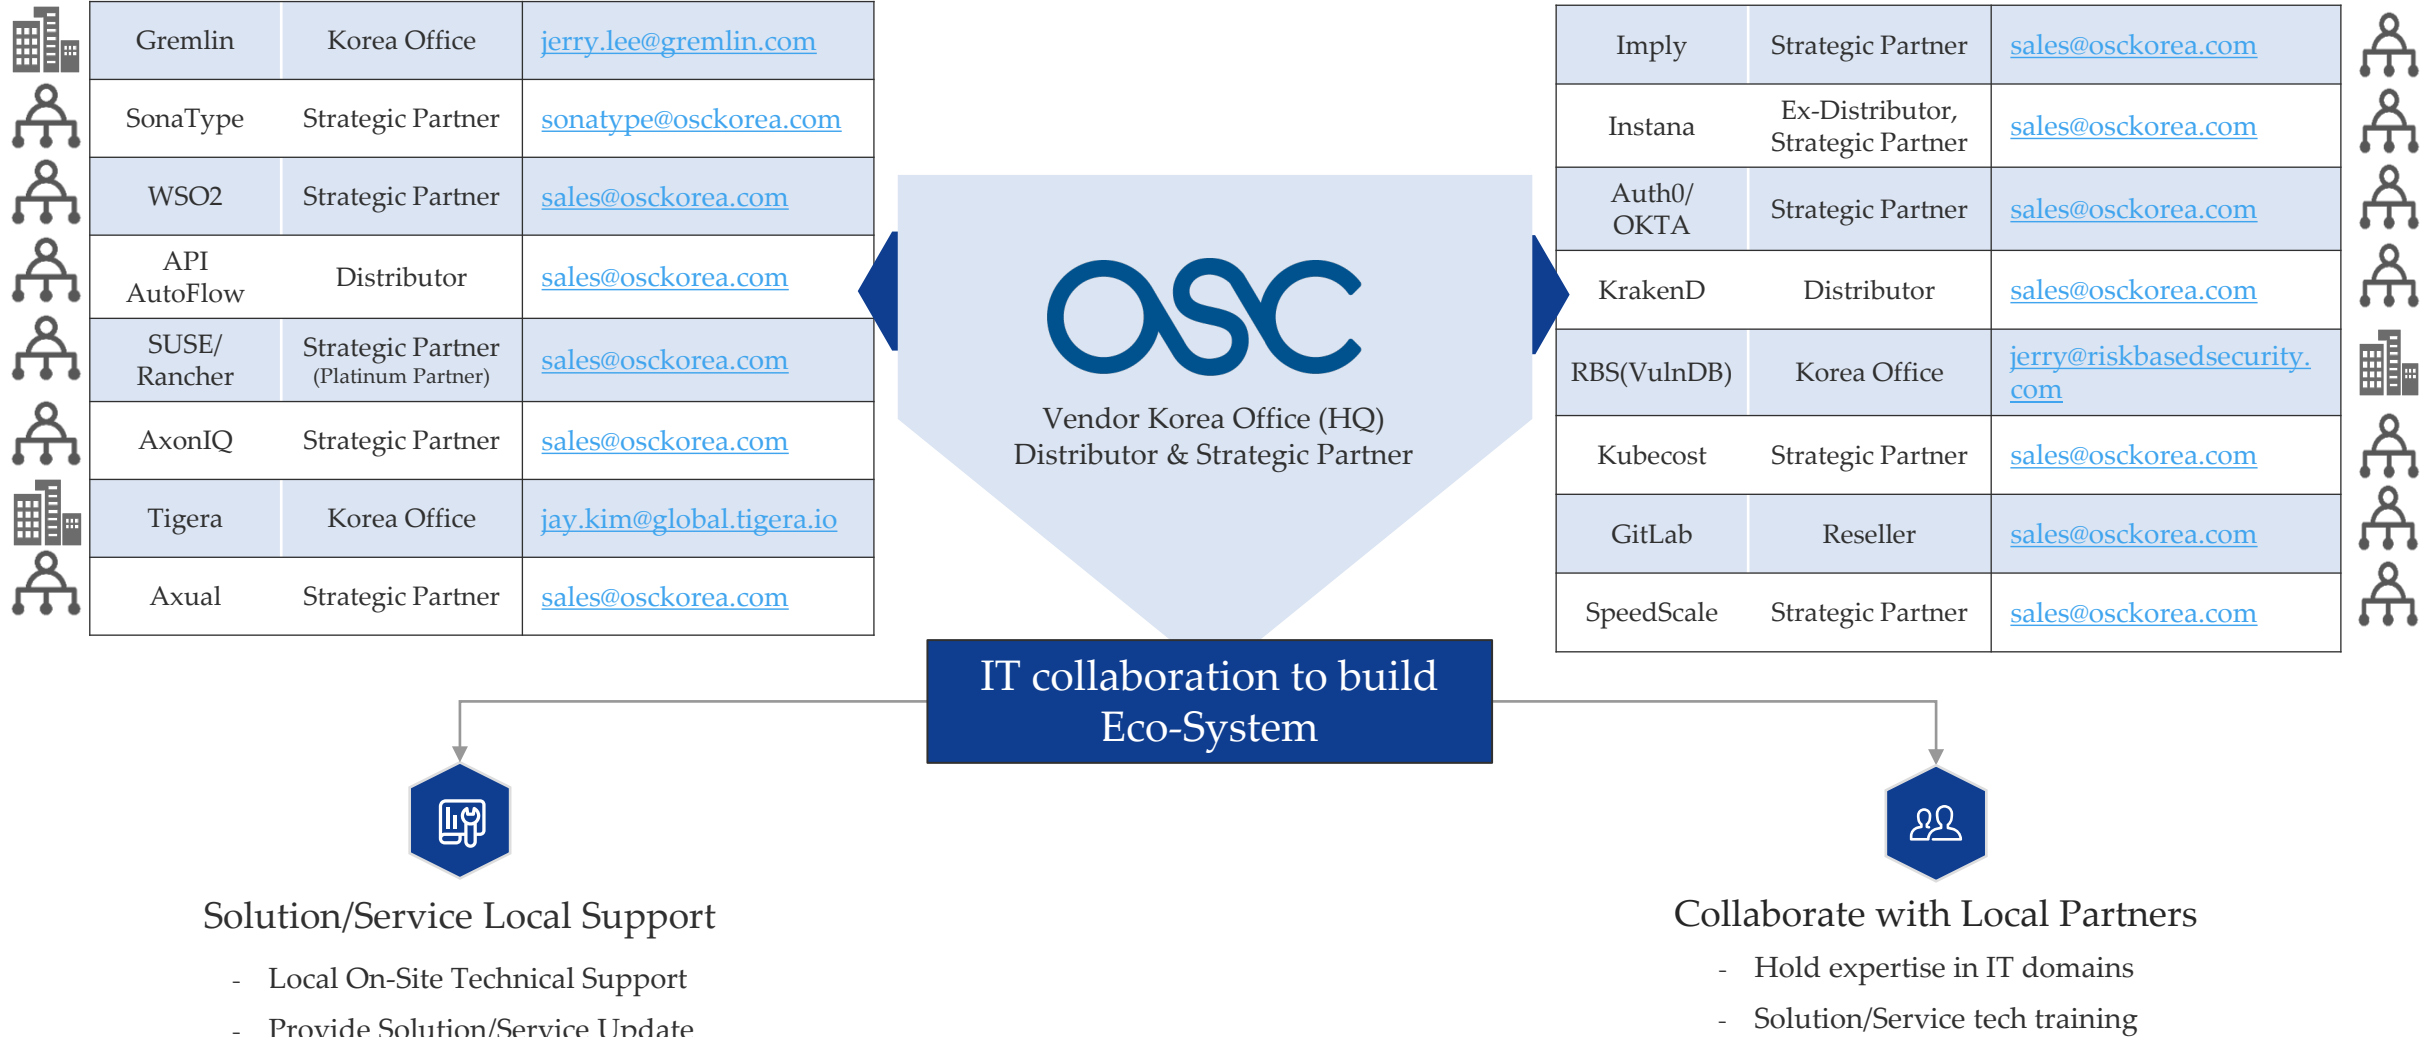 Gremlin Korea Office jerry.lee@gremlin.com
SonaType Strategic Partner sonatype@osckorea.com
WSO2 Strategic Partner sales@osckorea.com
API
AutoFlow Distributor sales@osckorea.com
SUSE/
Rancher Strategic Partner
(Platinum Partner) sales@osckorea.com
AxonIQ Strategic Partner sales@osckorea.com
Tigera Korea Office jay.kim@global.tigera.io
Axual Strategic Partner sales@osckorea.com
OSC
Vendor Korea Office (HQ)
Distributor & Strategic Partner
Imply Strategic Partner sales@osckorea.com
Instana Ex-Distributor,
Strategic Partner sales@osckorea.com
Auth0/
OKTA Strategic Partner sales@osckorea.com
KrakenD Distributor sales@osckorea.com
RBS(VulnDB) Korea Office jerry@riskbasedsecurity.
com
Kubecost Strategic Partner sales@osckorea.com
GitLab Reseller sales@osckorea.com
SpeedScale Strategic Partner sales@osckorea.com
IT collaboration to build
Eco-System
Solution/Service Local Support
- Local On-Site Technical Support
- Provide Solution/Service Update
Collaborate with Local Partners
- Hold expertise in IT domains
- Solution/Service tech training